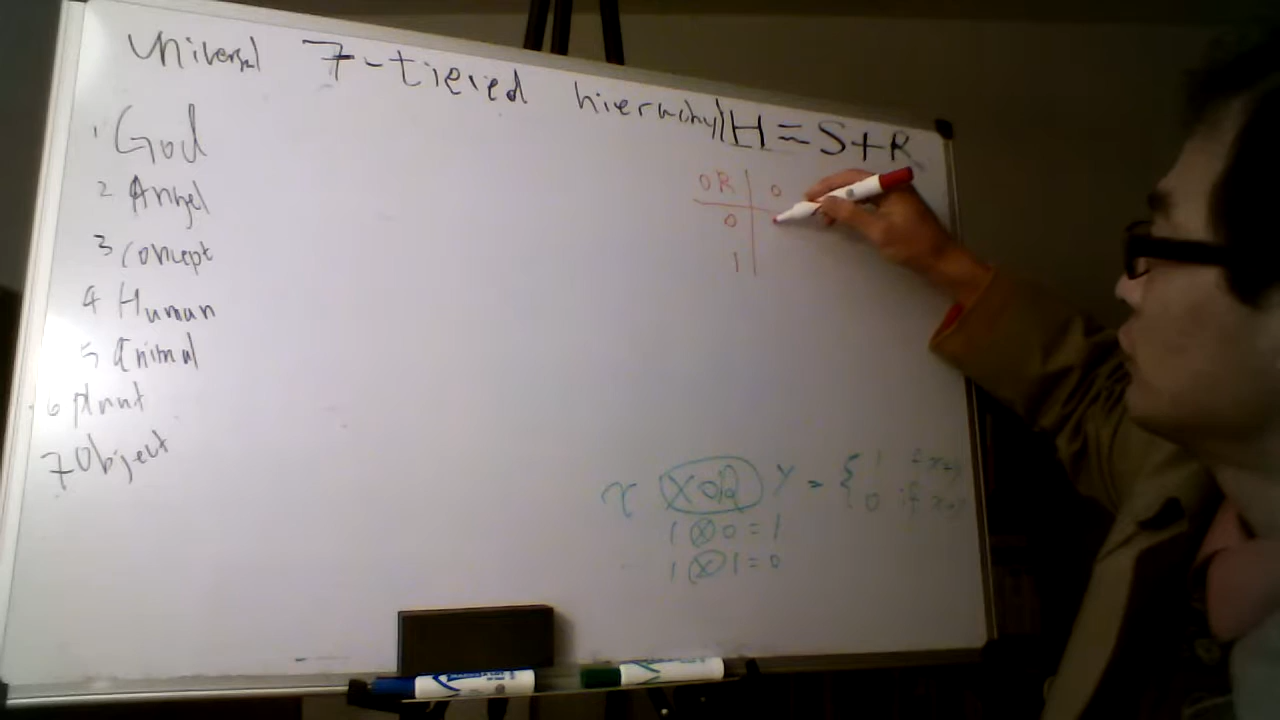 Universal 7-tiered hierarchy H=S+R
1 God
2 Angel
3 Concept
4 Human
5 Animal
6 plant
7 Object
OR 0
0
1
x XOR y = { 1
0 if
1 ⊗ 0 = 1
1 ⊗ 1 = 0